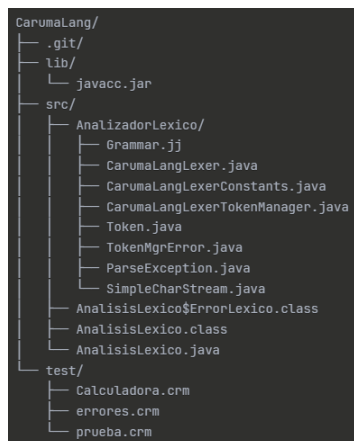 CarumaLang/
├── .git/
├── lib/
│   └── javacc.jar
├── src/
│   ├── AnalizadorLexico/
│   │   ├── Grammar.jj
│   │   ├── CarumaLangLexer.java
│   │   ├── CarumaLangLexerConstants.java
│   │   ├── CarumaLangLexerTokenManager.java
│   │   ├── Token.java
│   │   ├── TokenMgrError.java
│   │   ├── ParseException.java
│   │   └── SimpleCharStream.java
│   ├── AnalisisLexico$ErrorLexico.class
│   ├── AnalisisLexico.class
│   └── AnalisisLexico.java
└── test/
    ├── Calculadora.crm
    ├── errores.crm
    └── prueba.crm